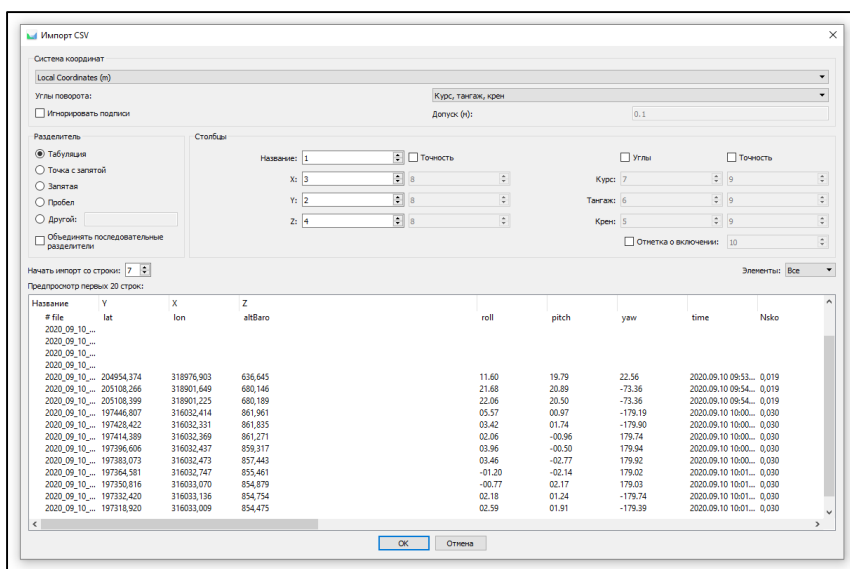 Импорт CSV
Система координат
Local Coordinates (m)
Углы поворота: Курс, тангаж, крен
Игнорировать подписи Допуск (м): 0.1
Разделитель
Табуляция
Точка с запятой
Запятая
Пробел
Другой:
Объединять последовательные
разделители
Столбцы
Название: 1 Точность Углы Точность
X: 3 8 Курс: 7 9
Y: 2 8 Тангаж: 6 9
Z: 4 8 Крен: 5 9
Отметка о включении: 10
Начать импорт со строки: 7 Элементы: Все
Предпросмотр первых 20 строк:
Название Y X Z
# file lat lon altBaro roll pitch yaw time Nsko
2020_09_10_...
2020_09_10_...
2020_09_10_...
2020_09_10_...
2020_09_10_... 204954,374 318976,903 636,645 11.60 19.79 22.56 2020.09.10 09:53... 0,019
2020_09_10_... 205108,266 318901,649 680,146 21.68 20.89 -73.36 2020.09.10 09:54... 0,019
2020_09_10_... 205108,399 318901,225 680,189 22.06 20.50 -73.36 2020.09.10 09:54... 0,019
2020_09_10_... 197446,807 316032,414 861,961 05.57 00.97 -179.19 2020.09.10 10:00... 0,030
2020_09_10_... 197428,422 316032,331 861,835 03.42 01.74 -179.90 2020.09.10 10:00... 0,030
2020_09_10_... 197414,389 316032,369 861,271 02.06 -00.96 179.74 2020.09.10 10:00... 0,030
2020_09_10_... 197396,606 316032,437 859,317 03.96 -00.50 179.94 2020.09.10 10:00... 0,030
2020_09_10_... 197383,073 316032,473 857,443 03.46 -02.77 179.92 2020.09.10 10:00... 0,030
2020_09_10_... 197364,581 316032,747 855,461 -01.20 -02.14 179.02 2020.09.10 10:01... 0,030
2020_09_10_... 197350,816 316033,070 854,879 -00.77 02.17 179.03 2020.09.10 10:01... 0,030
2020_09_10_... 197332,420 316033,136 854,754 02.18 01.24 -179.74 2020.09.10 10:01... 0,030
2020_09_10_... 197318,920 316033,009 854,475 02.59 01.91 -179.39 2020.09.10 10:01... 0,030
OK Отмена